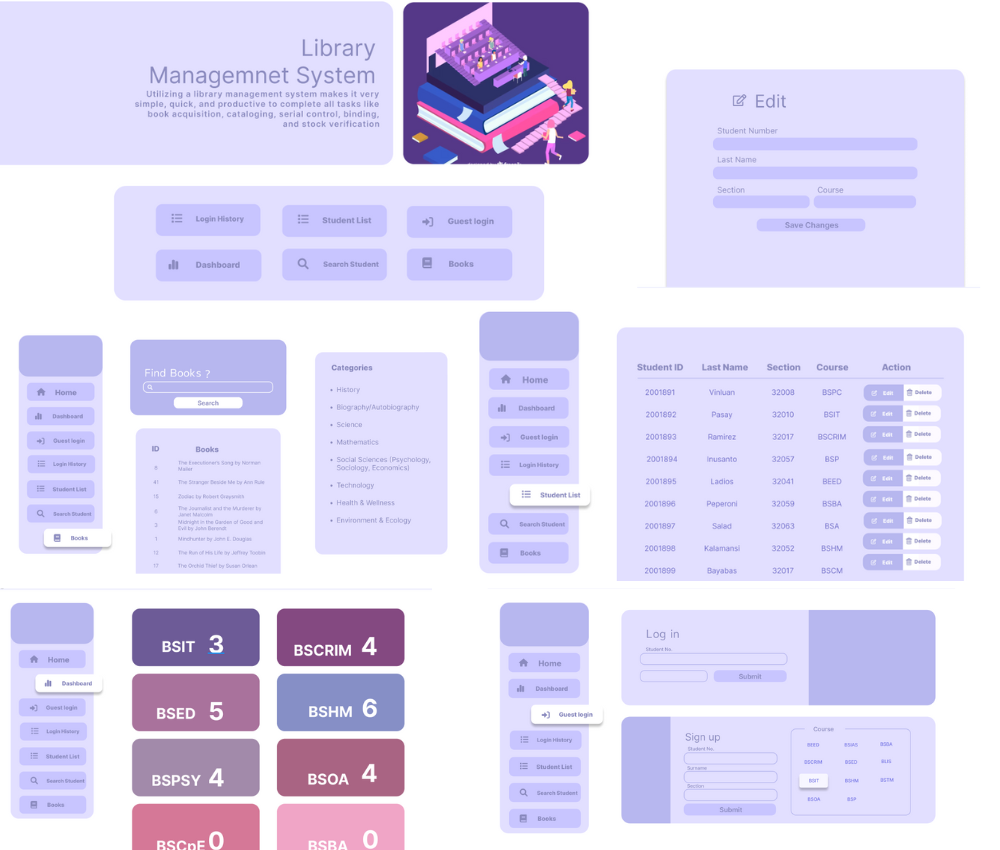 Library
Managemnet System
Utilizing a library management system makes it very
simple, quick, and productive to complete all tasks like
book acquisition, cataloging, serial control, binding,
and stock verification
Edit
Student Number
Last Name
Section Course
Save Changes
Login History Student List Guest login
Dashboard Search Student Books
Home
Dashboard
Guest login
Login History
Student List
Search Student
Books
Find Books ?
Search
ID Books
9 The Executioner's Song by Norman
Mailer
41 The Stranger Beside Me by Ann Rule
15 Zodiac by Robert Graysmith
The Journalist and the Murderer by
Janet Malcolm
Midnight in the Garden of Good and
Evil by John Berendt
1 Mindhunter by John E. Douglas
12 The Run of His Life by Jeffrey Toobin
17 The Orchid Thief by Susan Orlean
Categories
• History
• Biography/Autobiography
• Science
• Mathematics
• Social Sciences (Psychology,
Sociology, Economics)
• Technology
• Health & Wellness
• Environment & Ecology
Home
Dashboard
Guest login
Login History
Student List
Search Student
Books
Student ID Last Name Section Course Action
2001891 Vinluan 32008 BSPC Edit Delete
2001892 Pasay 32010 BSIT Edit Delete
2001893 Ramirez 32017 BSCRIM Edit Delete
2001894 Inusanto 32057 BSP Edit Delete
2001895 Ladios 32041 BEED Edit Delete
2001896 Peperoni 32059 BSBA Edit Delete
2001897 Salad 32063 BSA Edit Delete
2001898 Kalamansi 32052 BSHM Edit Delete
2001899 Bayabas 32017 BSCM Edit Delete
Home
Dashboard
Guest login
Login History
Student List
Search Student
Books
BSIT 3 BSCRIM 4
BSED 5 BSHM 6
BSPSY 4 BSOA 4
BSCpE 0 BSBA 0
Home
Dashboard
Guest login
Login History
Student List
Search Student
Books
Log in
Student No.
Submit
Sign up
Student No.
Surname
Section
Submit
Course
BEED BSBA
BSCRIM BSED
BSIT BSHM BSTM
BSOA BSP